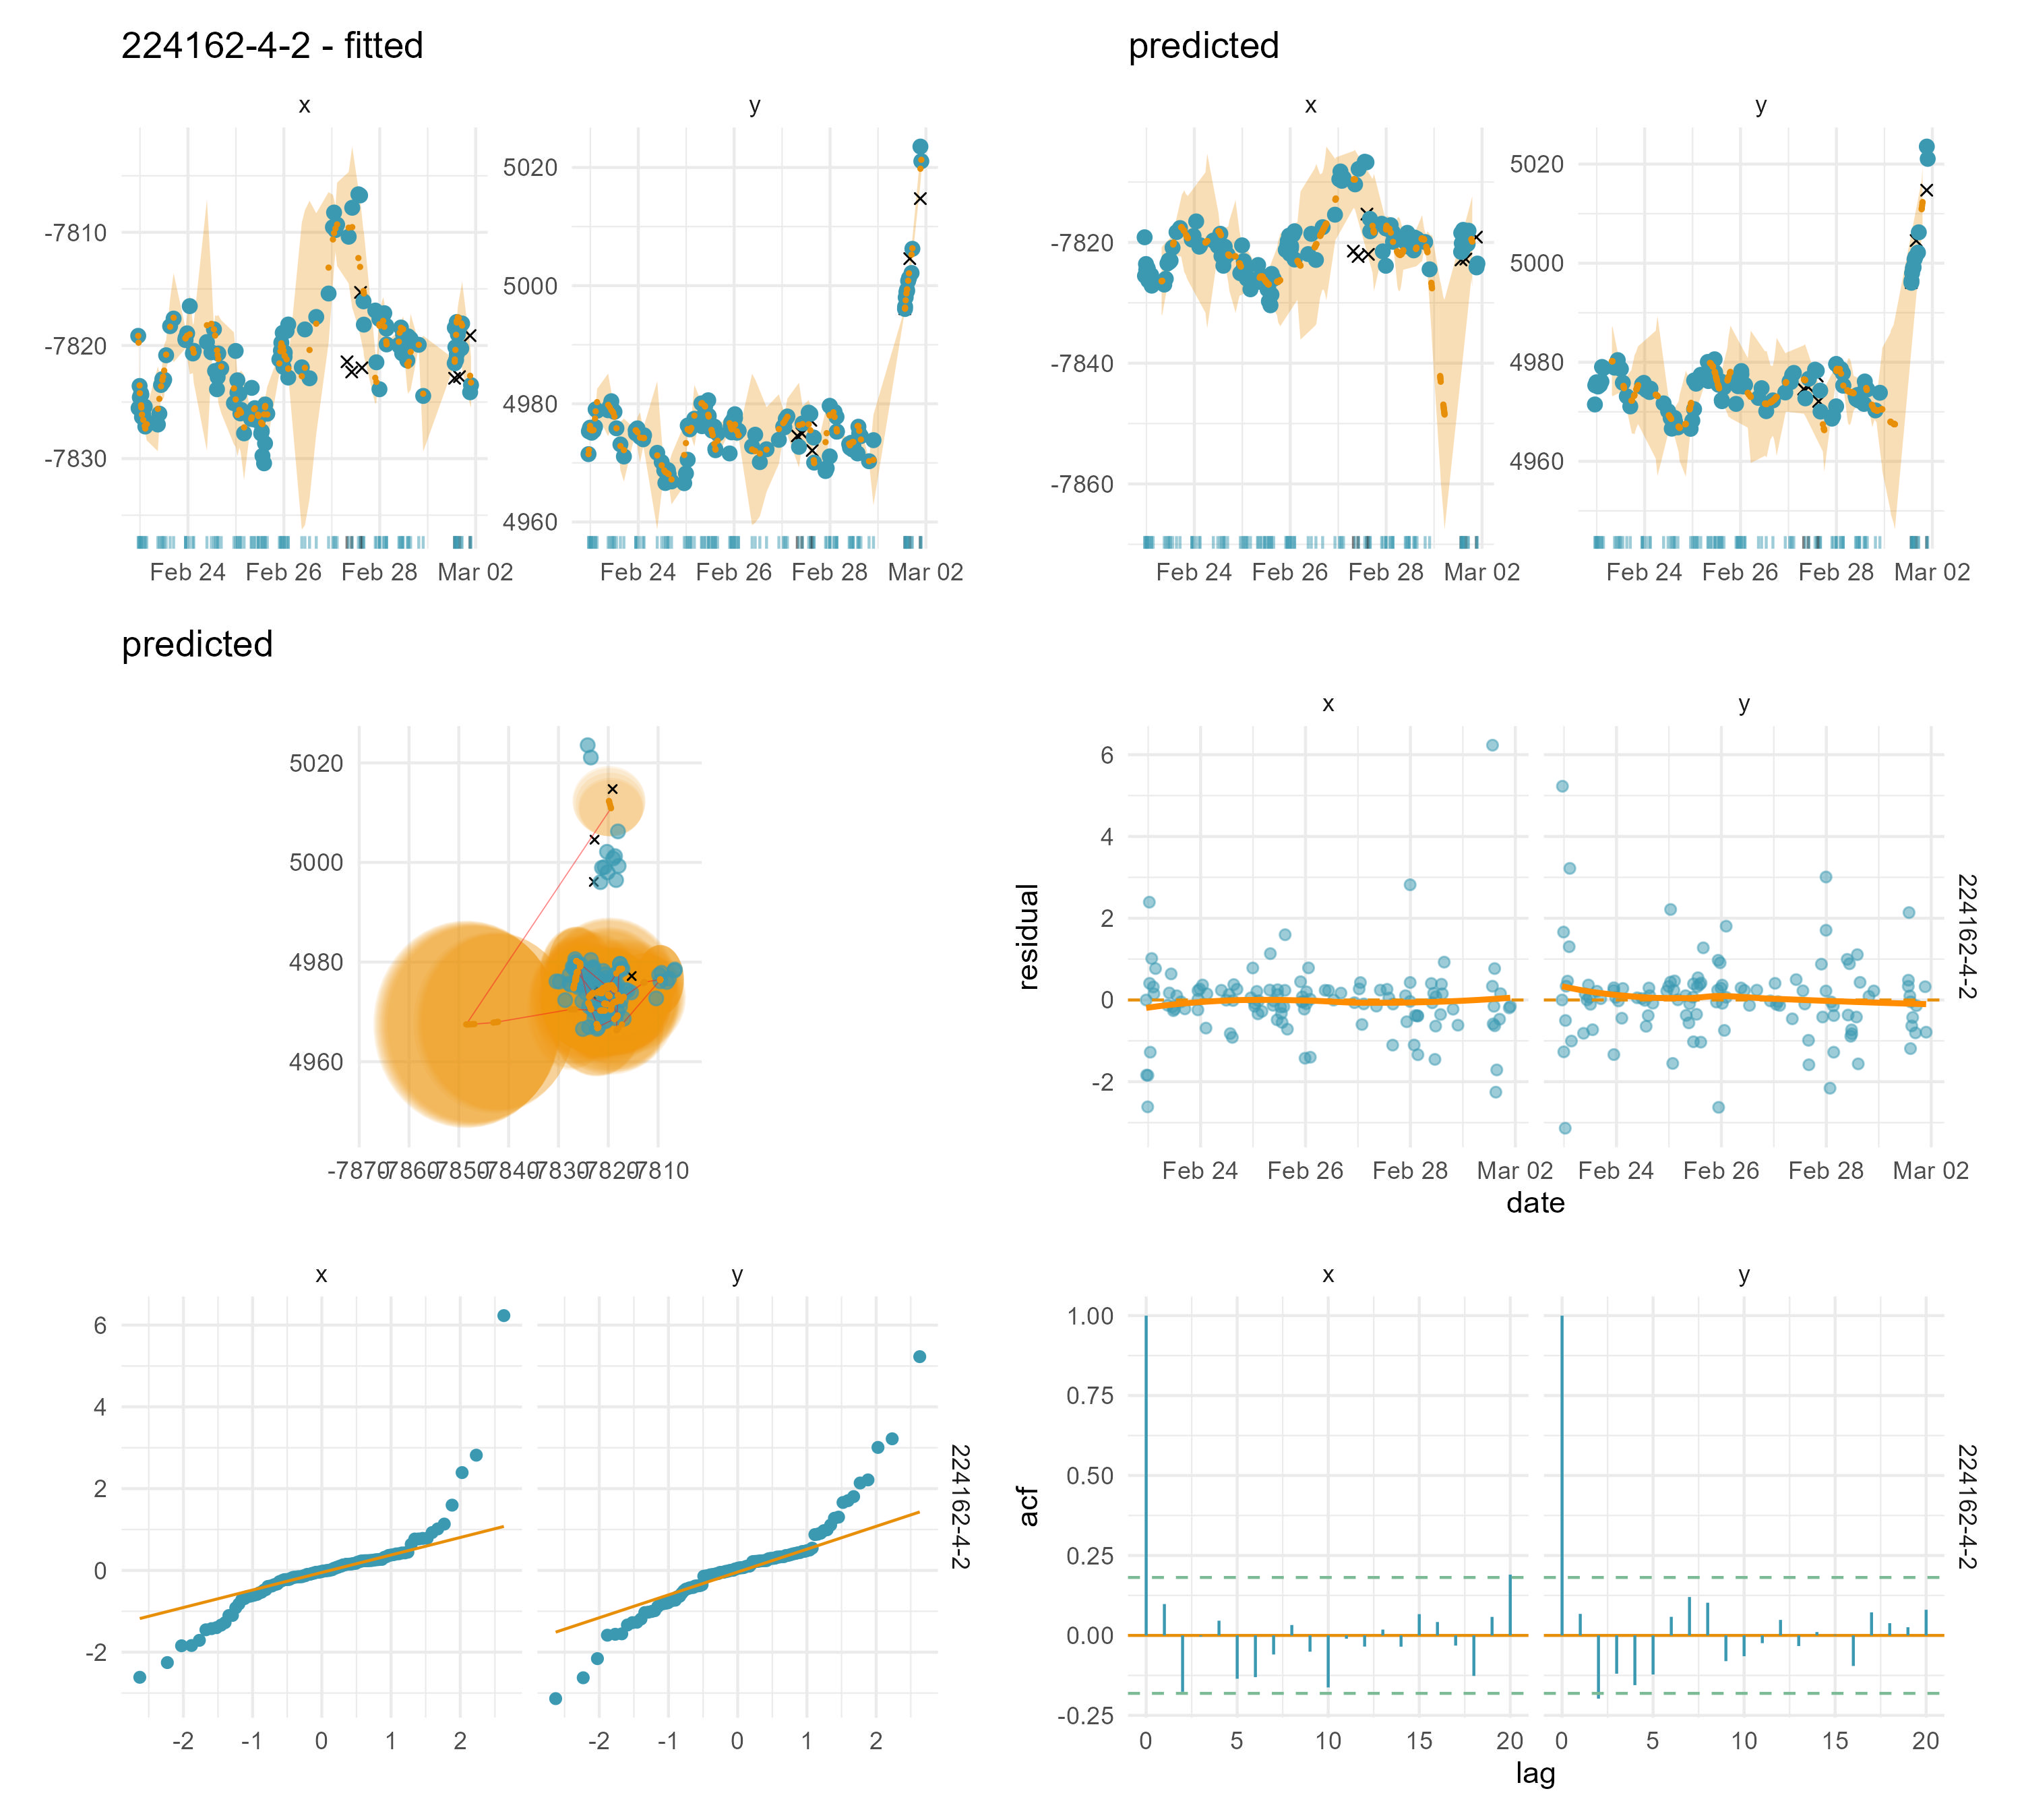 224162-4-2 - fitted
predicted
x
y
x
y
-7810
-7820
-7830
5020
5000
4980
4960
-7820
-7840
-7860
5020
5000
4980
4960
Feb 24 Feb 26 Feb 28 Mar 02
Feb 24 Feb 26 Feb 28 Mar 02
Feb 24 Feb 26 Feb 28 Mar 02
Feb 24 Feb 26 Feb 28 Mar 02
predicted
5020
5000
4980
4960
-7870 -7860 -7850 -7840 -7830 -7820 -7810
x
y
residual
6
4
2
0
-2
224162-4-2
Feb 24 Feb 26 Feb 28 Mar 02
Feb 24 Feb 26 Feb 28 Mar 02
date
x
y
6
4
2
0
-2
224162-4-2
-2 -1 0 1 2
-2 -1 0 1 2
x
y
acf
1.00
0.75
0.50
0.25
0.00
-0.25
224162-4-2
0 5 10 15 20
0 5 10 15 20
lag